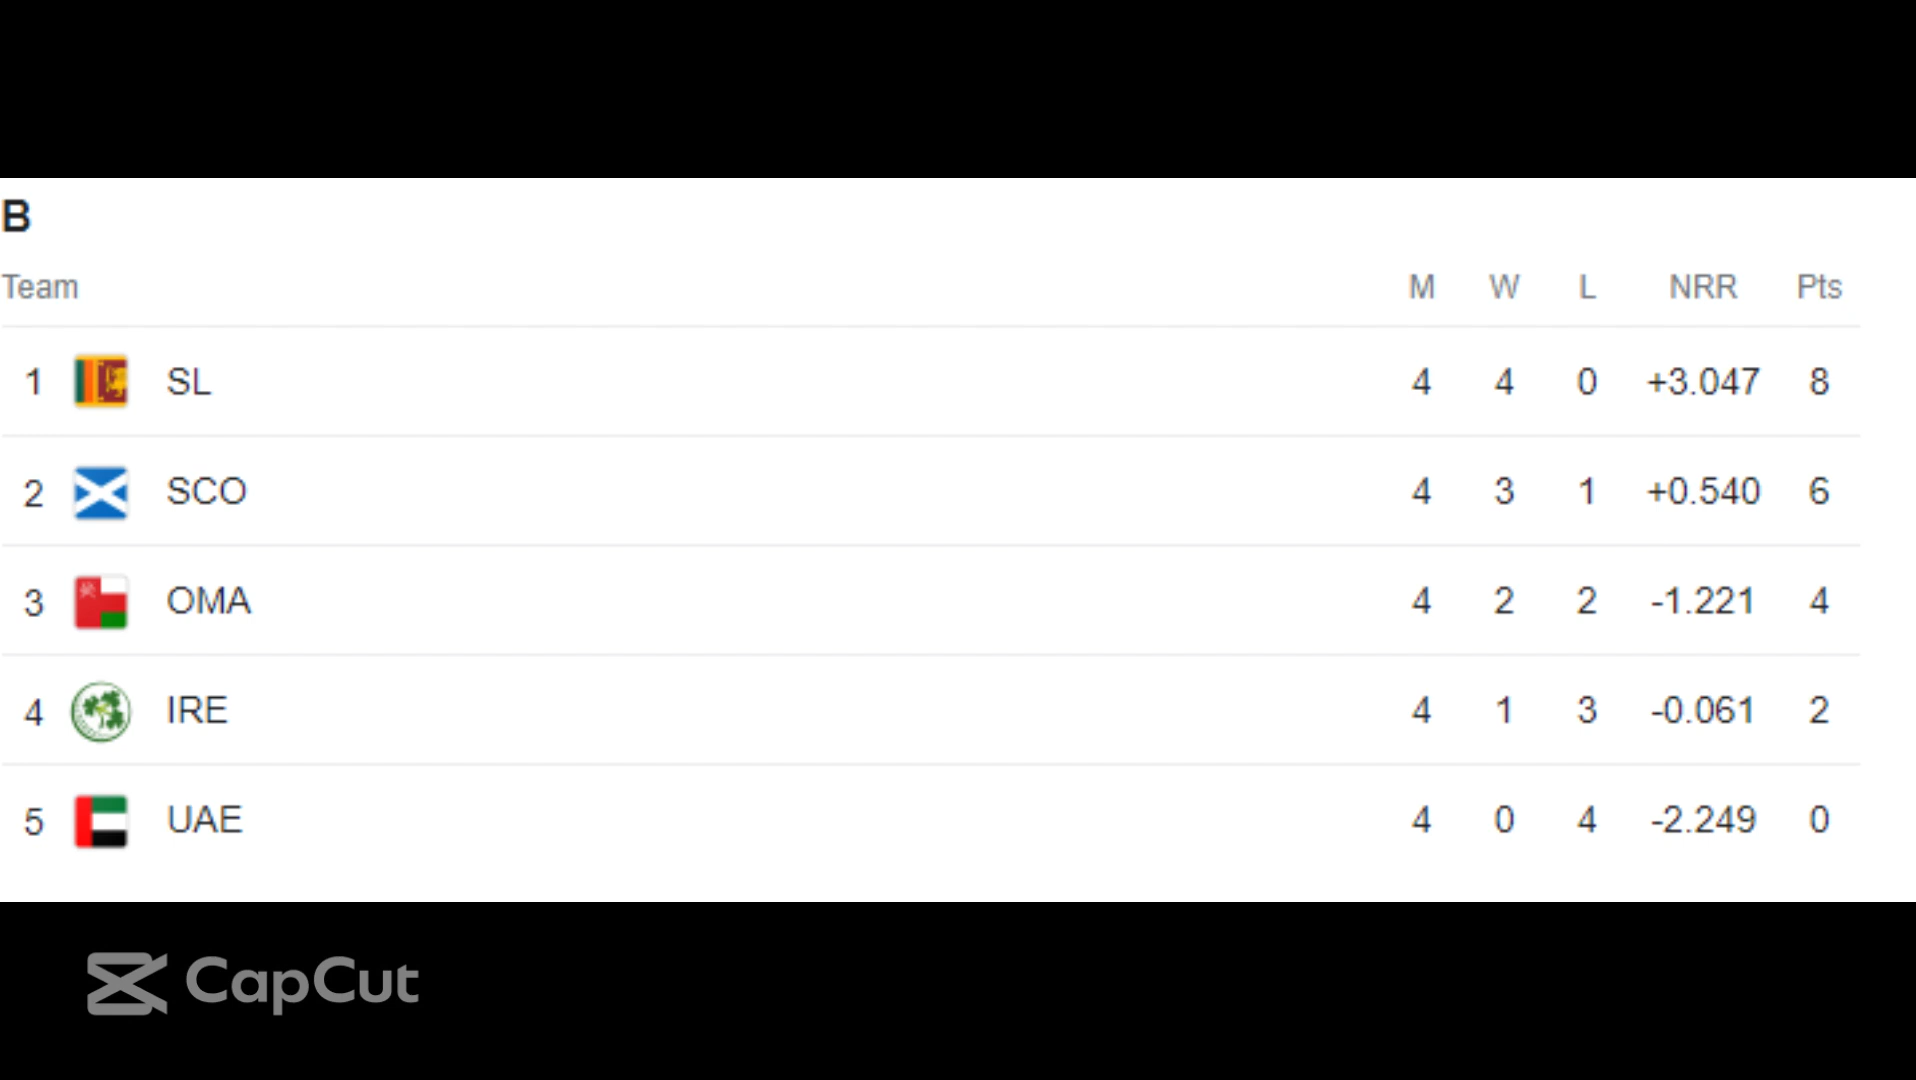 B
Team M W L NRR Pts
1 SL 4 4 0 +3.047 8
2 SCO 4 3 1 +0.540 6
3 OMA 4 2 2 -1.221 4
4 IRE 4 1 3 -0.061 2
5 UAE 4 0 4 -2.249 0
CapCut